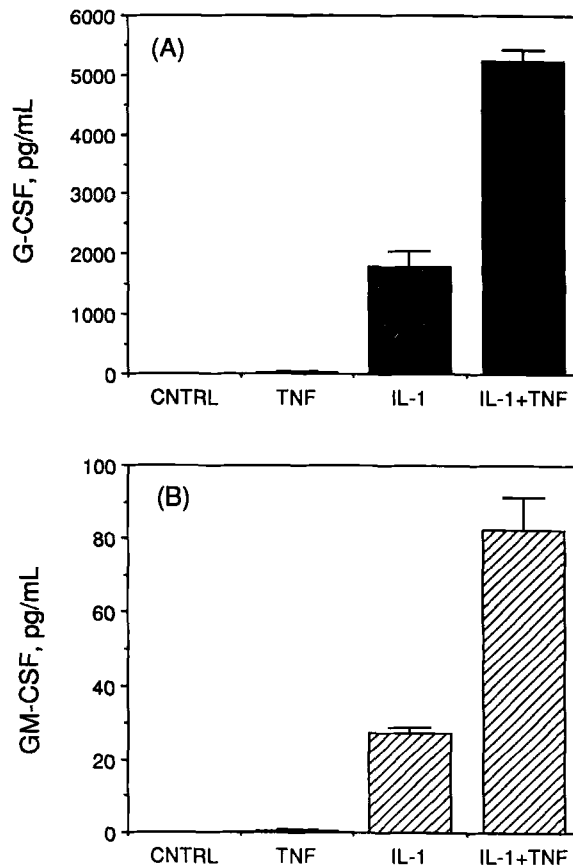 (A)
G-CSF, pg/mL
6000
5000
4000
3000
2000
1000
0
CNTRL TNF IL-1 IL-1+TNF
(B)
GM-CSF, pg/mL
100
80
60
40
20
0
CNTRL TNF IL-1 IL-1+TNF